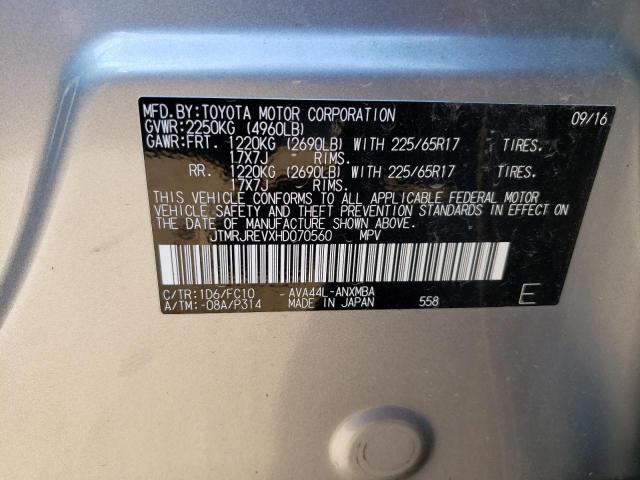 MFD.BY:TOYOTA MOTOR CORPORATION 09/16
GVWR:2250KG (4960LB)
GAWR:FRT. 1220KG (2690LB) WITH 225/65R17 TIRES.
17X7J RIMS.
RR. 1220KG (2690LB) WITH 225/65R17 TIRES.
17X7J RIMS.
THIS VEHICLE CONFORMS TO ALL APPLICABLE FEDERAL MOTOR
VEHICLE SAFETY AND THEFT PREVENTION STANDARDS IN EFFECT ON
THE DATE OF MANUFACTURE SHOWN ABOVE.
JTMRJREVXHD070560 MPV
C/TR:1D6/FC10 AVA44L-ANXMBA
A/TM:-08A/P314 MADE IN JAPAN 558 E